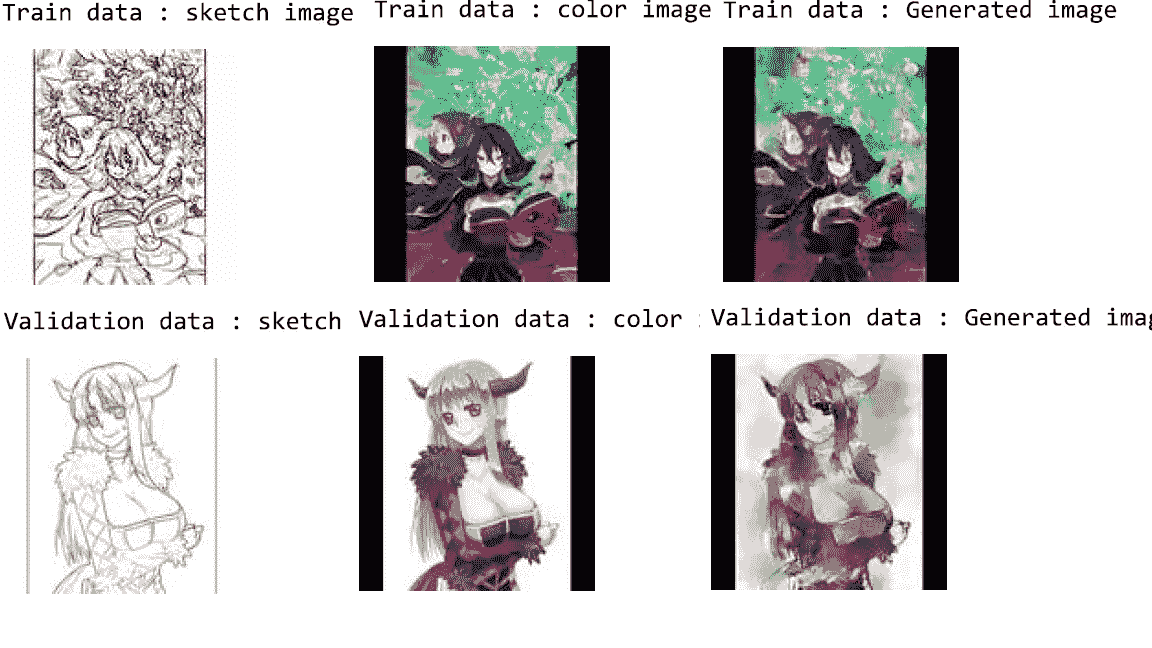 Train data : sketch image
Train data : color image
Train data : Generated image
Validation data : sketch
Validation data : color :
Validation data : Generated imag